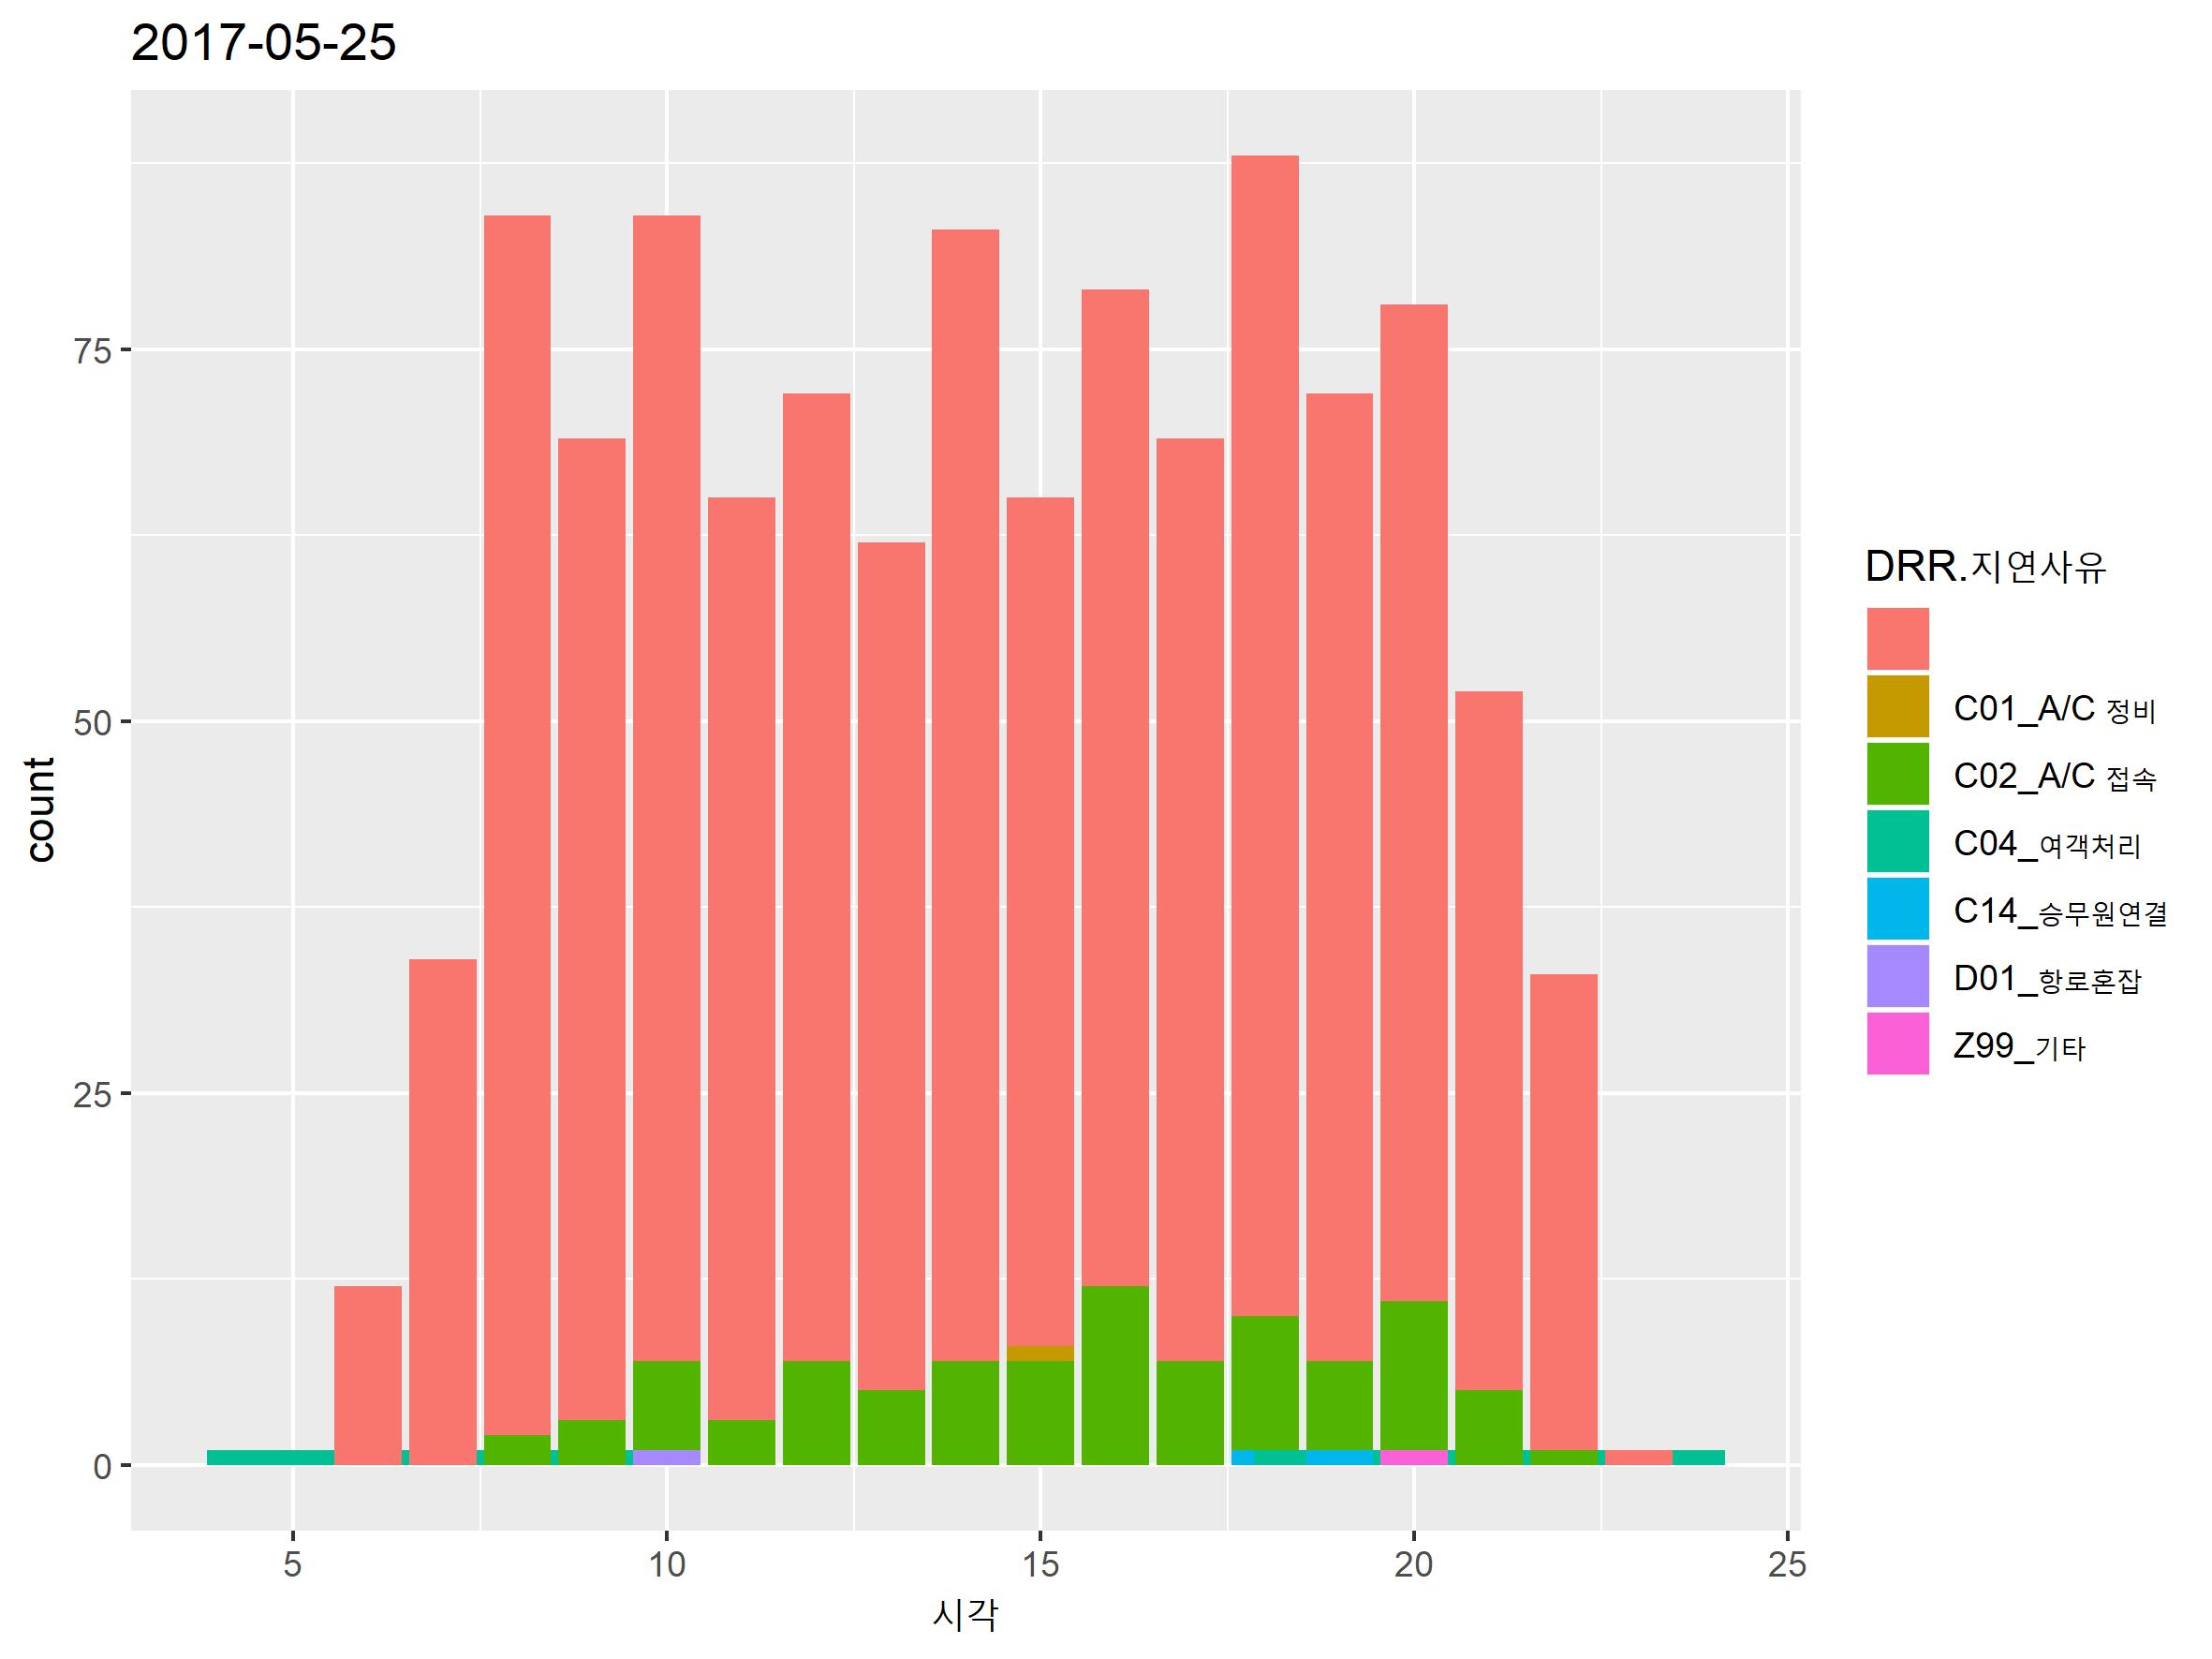 2017-05-25
count
75
50
25
0
5 10 15 20 25
시각
DRR.지연사유
C01_A/C 정비
C02_A/C 접속
C04_여객처리
C14_승무원연결
D01_항로혼잡
Z99_기타